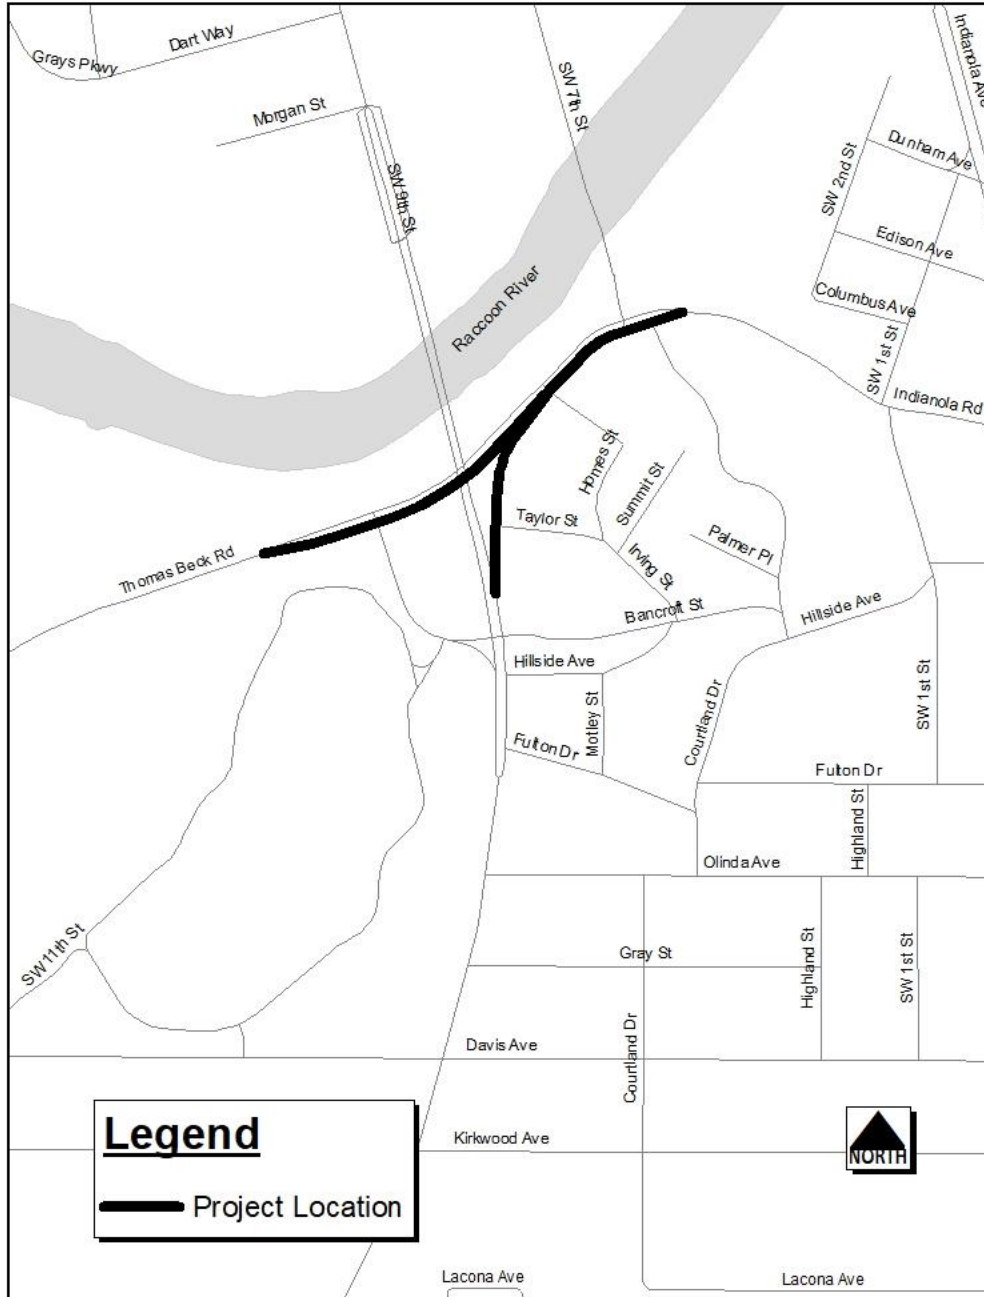 Dart Way
Grays Pkwy
Indianola Ave
SW 7th St
Morgan St
Dunham Ave
SW 2nd St
SW 9th St
Edison Ave
Raccoon River
Columbus Ave
SW 1st St
Indianola Rd
Homes St
Summit St
Taylor St
Palmer Pl
Thomas Beck Rd
Irving St
Bancroft St
Hillside Ave
Hillside Ave
SW 1st St
Motley St
Courtland Dr
Fulton Dr
Fulton Dr
Highland St
Olinda Ave
SW 11th St
Gray St
Highland St
SW 1st St
Davis Ave
Courtland Dr
Legend
Kirkwood Ave
NORTH
Project Location
Lacona Ave
Lacona Ave